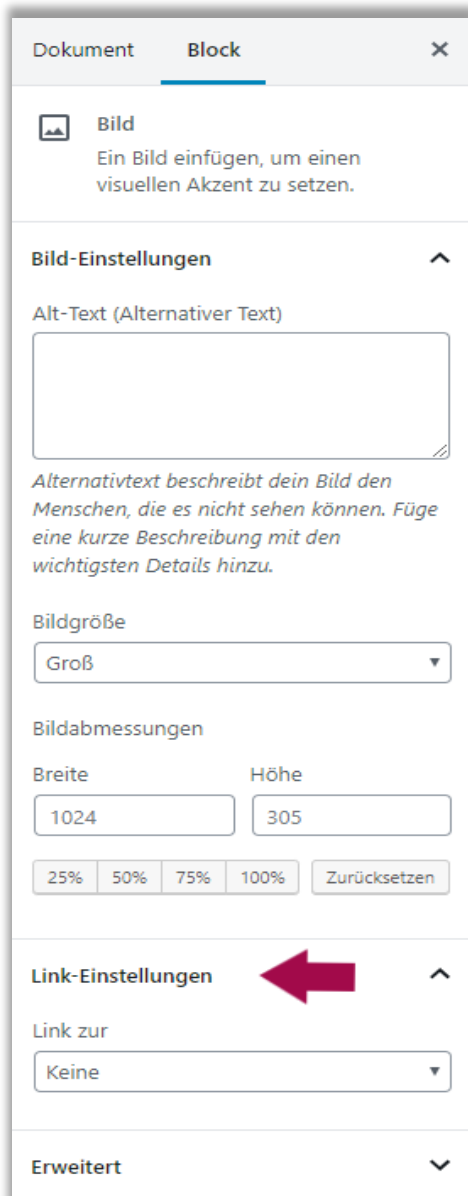 Dokument Block
Bild
Ein Bild einfügen, um einen
visuellen Akzent zu setzen.
Bild-Einstellungen
Alt-Text (Alternativer Text)
Alternativtext beschreibt dein Bild den
Menschen, die es nicht sehen können. Füge
eine kurze Beschreibung mit den
wichtigsten Details hinzu.
Bildgröße
Groß
Bildabmessungen
Breite Höhe
1024 305
25% 50% 75% 100% Zurücksetzen
Link-Einstellungen
Link zur
Keine
Erweitert